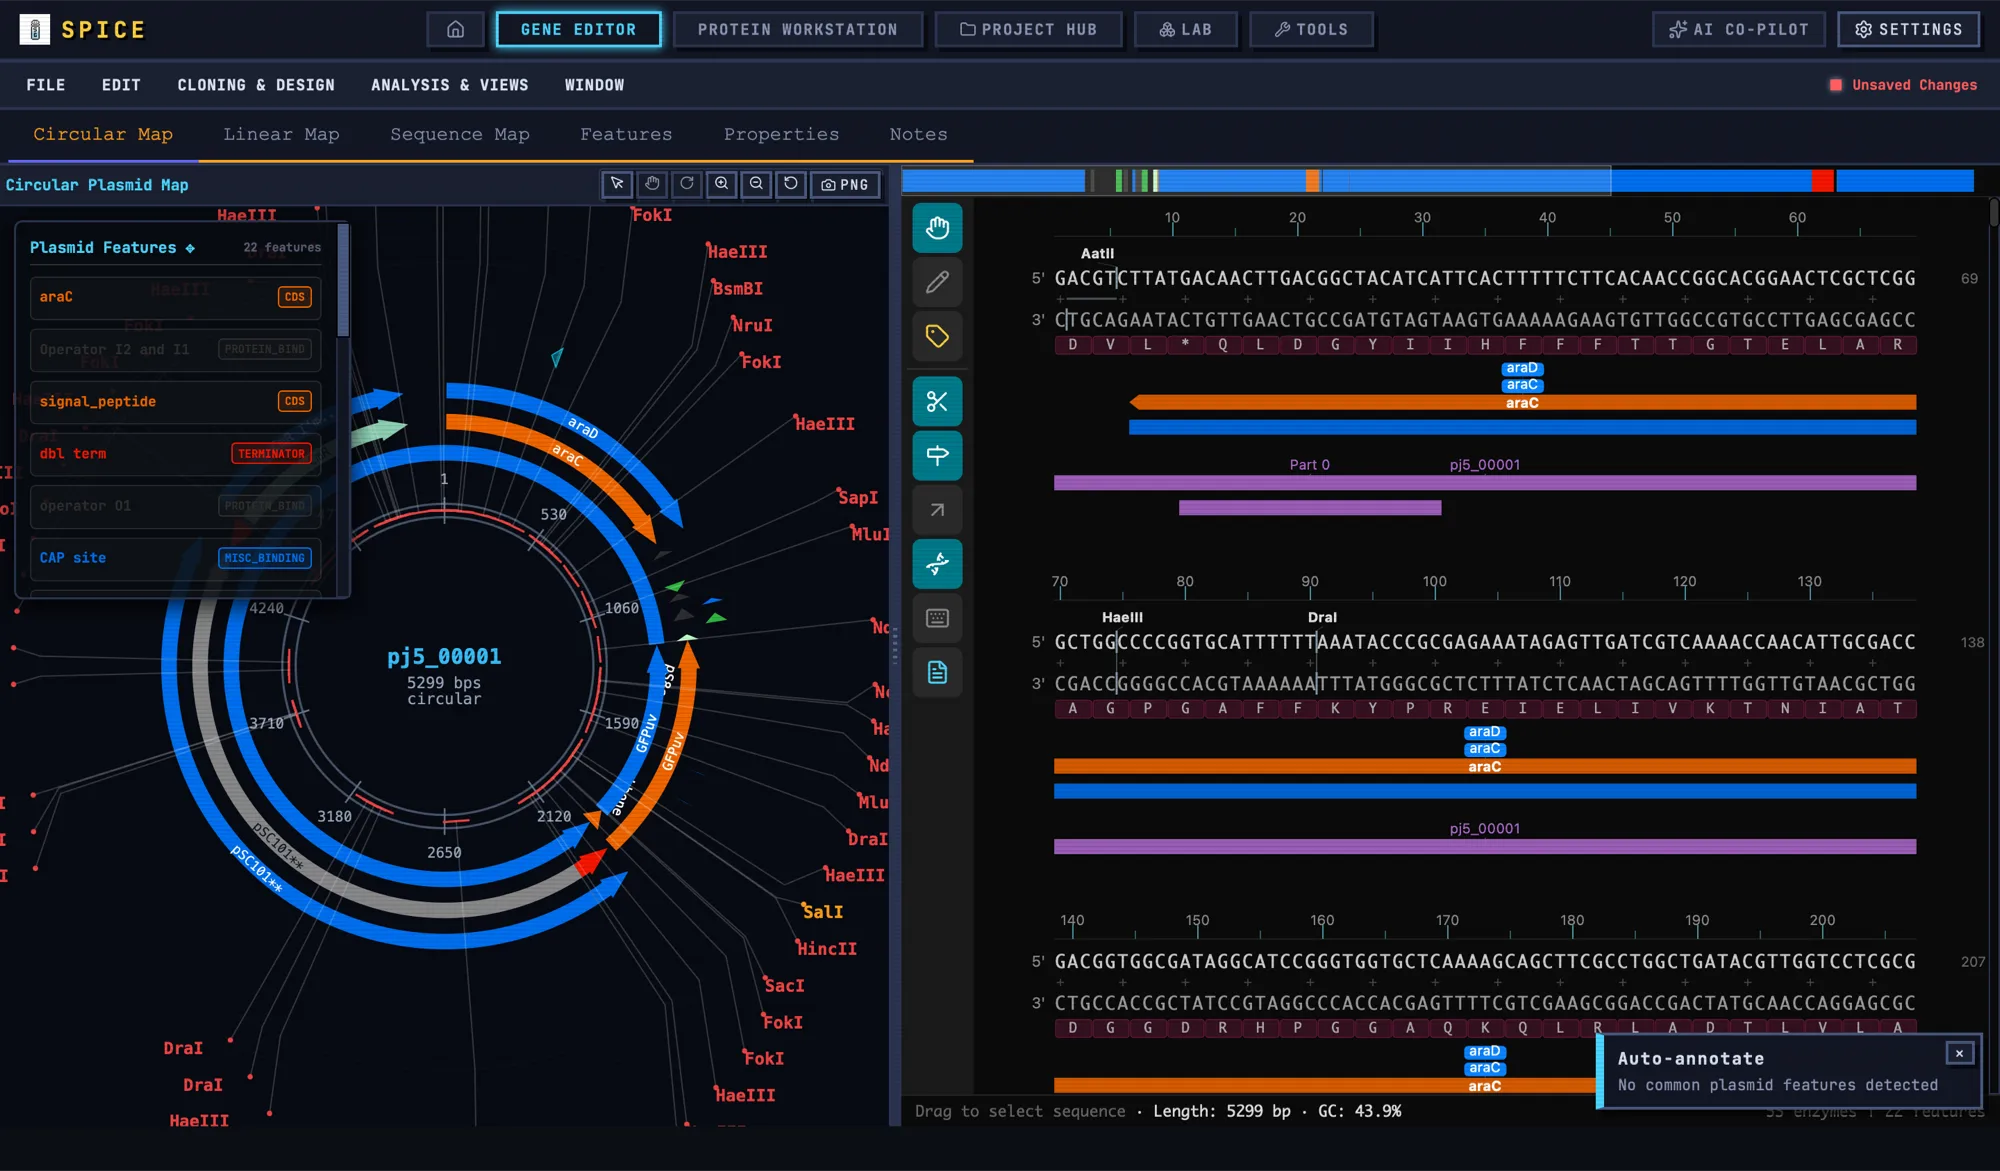 SPICE
GENE EDITOR
PROTEIN WORKSTATION
PROJECT HUB
LAB
TOOLS
AI CO-PILOT
SETTINGS
FILE
EDIT
CLONING & DESIGN
ANALYSIS & VIEWS
WINDOW
Unsaved Changes
Circular Map
Linear Map
Sequence Map
Features
Properties
Notes
Circular Plasmid Map
PNG
Plasmid Features
22 features
araC CDS
Operator I2 and I1 PROTEIN_BIND
signal_peptide CDS
dbl term TERMINATOR
operator O1 PROTEIN_BIND
CAP site MISC_BINDING
HaeIII
FokI
HaeIII
BsmBI
NruI
FokI
HaeIII
SapI
MluI
DraI
HaeIII
SalI
HincII
SacI
FokI
FokI
HaeIII
DraI
DraI
HaeIII
araD
araC
GFPuv
GFPuv
pSC101**
pSC101**
1
530
1060
1590
2120
2650
3180
3710
4240
pj5_00001
5299 bps
circular
10 20 30 40 50 60
AatII
5' GACGTCTTATGACAACTTGACGGCTACATCATTCACTTTTTCTTCACAACCGGCACGGAACTCGCTCGG 69
3' CTGCAGAATACTGTTGAACTGCCGATGTAGTAAGTGAAAAAGAAGTGTTGGCCGTGCCTTGAGCGAGCC
D V L * Q L D G Y I I H F F F T T G T E L A R
araD
araC
araC
Part 0 pj5_00001
70 80 90 100 110 120 130
HaeIII DraI
5' GCTGGCCCCGGTGCATTTTTTAAATACCCGCGAGAAATAGAGTTGATCGTCAAAACCAACATTGCGACC 138
3' CGACCGGGGCCACGTAAAAAATTTATGGGCGCTCTTTATCTCAACTAGCAGTTTTGGTTGTAACGCTGG
A G P G A F F K Y P R E I E L I V K T N I A T
araD
araC
araC
pj5_00001
140 150 160 170 180 190 200
5' GACGGTGGCGATAGGCATCCGGGTGGTGCTCAAAAGCAGCTTCGCCTGGCTGATACGTTGGTCCTCGCG 207
3' CTGCCACCGCTATCCGTAGGCCCACCACGAGTTTTCGTCGAAGCGGACCGACTATGCAACCAGGAGCGC
D G G D R H P G G A Q K Q L R L A D T L V L A
araD
araC
araC
Auto-annotate
No common plasmid features detected
Drag to select sequence · Length: 5299 bp · GC: 43.9%